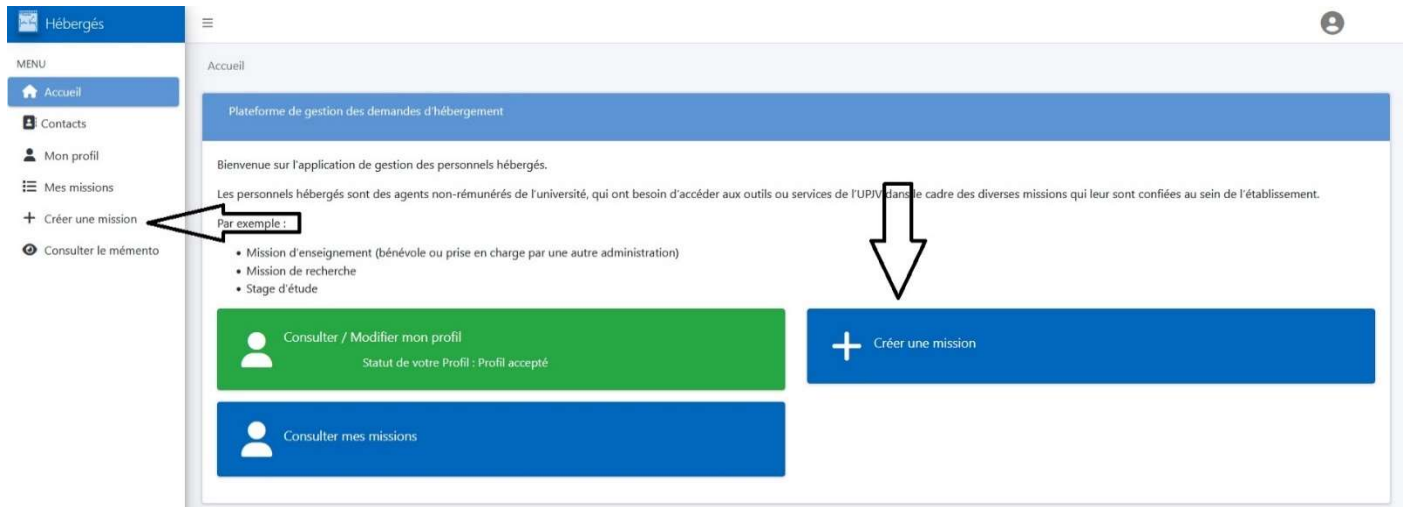 Hébergés
MENU
Accueil
Contacts
Mon profil
Mes missions
Créer une mission
Consulter le mémento
Accueil
Plateforme de gestion des demandes d'hébergement
Bienvenue sur l'application de gestion des personnels hébergés.
Les personnels hébergés sont des agents non-rémunérés de l'université, qui ont besoin d'accéder aux outils ou services de l'UPJV dans le cadre des diverses missions qui leur sont confiées au sein de l'établissement.
Par exemple :
• Mission d'enseignement (bénévole ou prise en charge par une autre administration)
• Mission de recherche
• Stage d'étude
Consulter / Modifier mon profil
Statut de votre Profil : Profil accepté
Créer une mission
Consulter mes missions